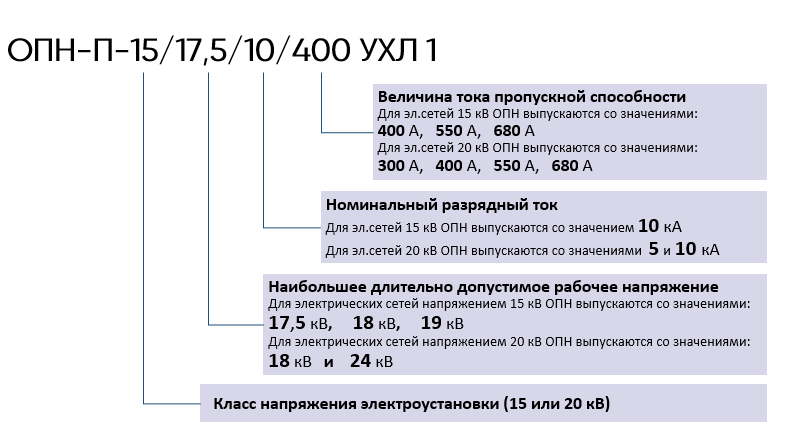 ОПН-П-15/17,5/10/400 УХЛ 1
Величина тока пропускной способности
Для эл.сетей 15 кВ ОПН выпускаются со значениями:
400 А, 550 А, 680 А
Для эл.сетей 20 кВ ОПН выпускаются со значениями:
300 А, 400 А, 550 А, 680 А
Номинальный разрядный ток
Для эл.сетей 15 кВ ОПН выпускаются со значением 10 кА
Для эл.сетей 20 кВ ОПН выпускаются со значениями 5 и 10 кА
Наибольшее длительно допустимое рабочее напряжение
Для электрических сетей напряжением 15 кВ ОПН выпускаются со значениями:
17,5 кВ, 18 кВ, 19 кВ
Для электрических сетей напряжением 20 кВ ОПН выпускаются со значениями:
18 кВ и 24 кВ
Класс напряжения электроустановки (15 или 20 кВ)